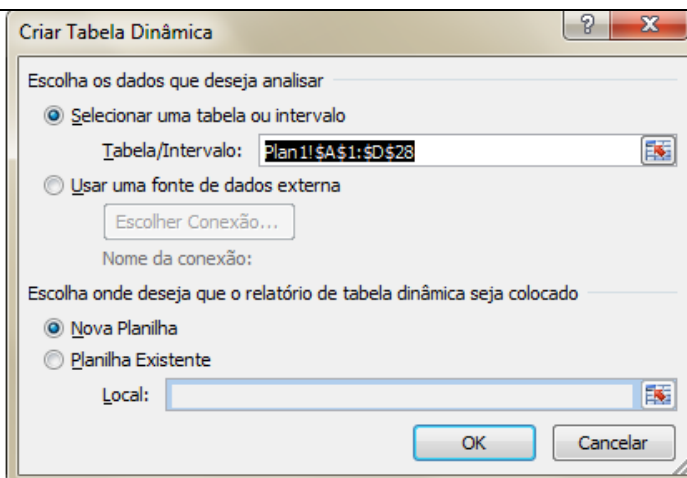 Criar Tabela Dinâmica
Escolha os dados que deseja analisar
Selecionar uma tabela ou intervalo
Tabela/Intervalo: Plan1!$A$1:$D$28
Usar uma fonte de dados externa
Escolher Conexão...
Nome da conexão:
Escolha onde deseja que o relatório de tabela dinâmica seja colocado
Nova Planilha
Planilha Existente
Local:
OK Cancelar